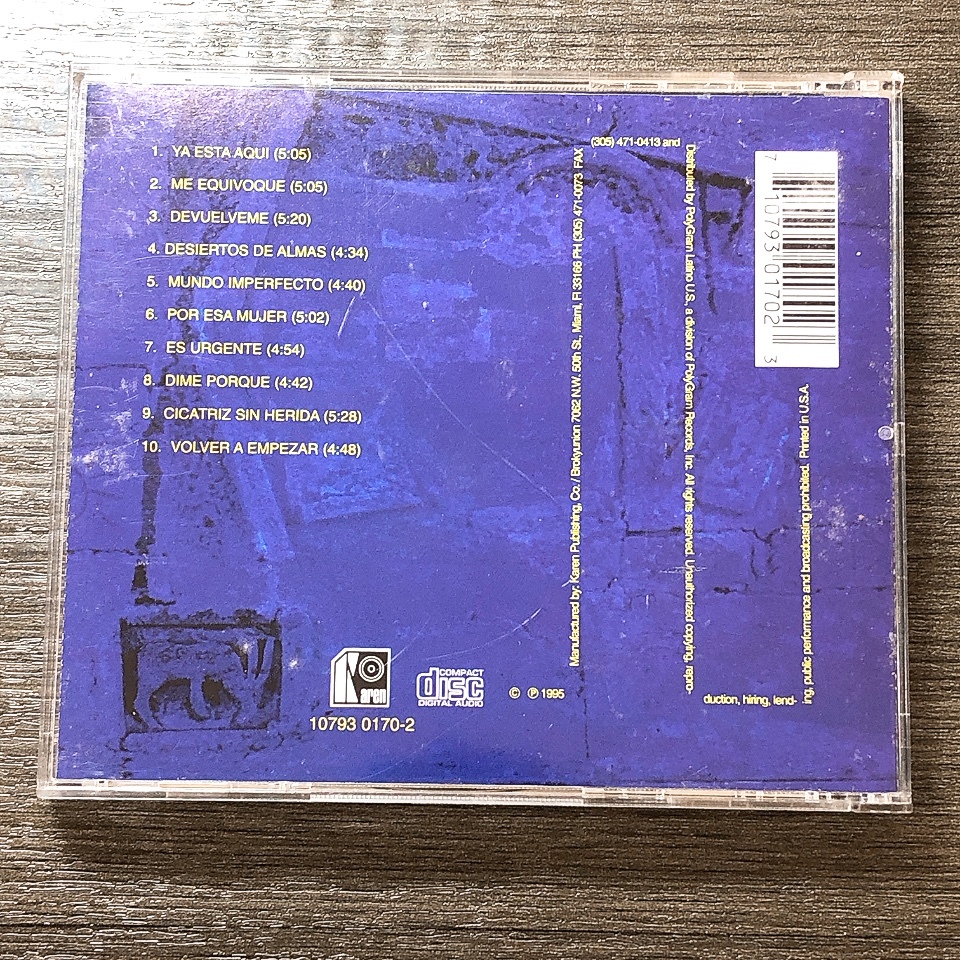 1. YA ESTA AQUI (5:05)
2. ME EQUIVOQUE (5:05)
3. DEVUELVEME (5:20)
4. DESIERTOS DE ALMAS (4:34)
5. MUNDO IMPERFECTO (4:40)
6. POR ESA MUJER (5:02)
7. ES URGENTE (4:54)
8. DIME PORQUE (4:42)
9. CICATRIZ SIN HERIDA (5:28)
10. VOLVER A EMPEZAR (4:48)
Karen
10793 0170-2
COMPACT
disc
DIGITAL AUDIO
© ℗ 1995
Manufactured by: Karen Publishing, Co. / Brokyunion 7062 N.W. 50th St., Miami, Fl 33166 PH (305) 471-0073 FAX
(305) 471-0413 and
Distributed by PolyGram Latino U.S., a division of PolyGram Records, Inc. All rights reserved. Unauthorized copying, repro-
duction, hiring, lend-
ing, public performance and broadcasting prohibited. Printed in U.S.A.
7 10793 01702 3